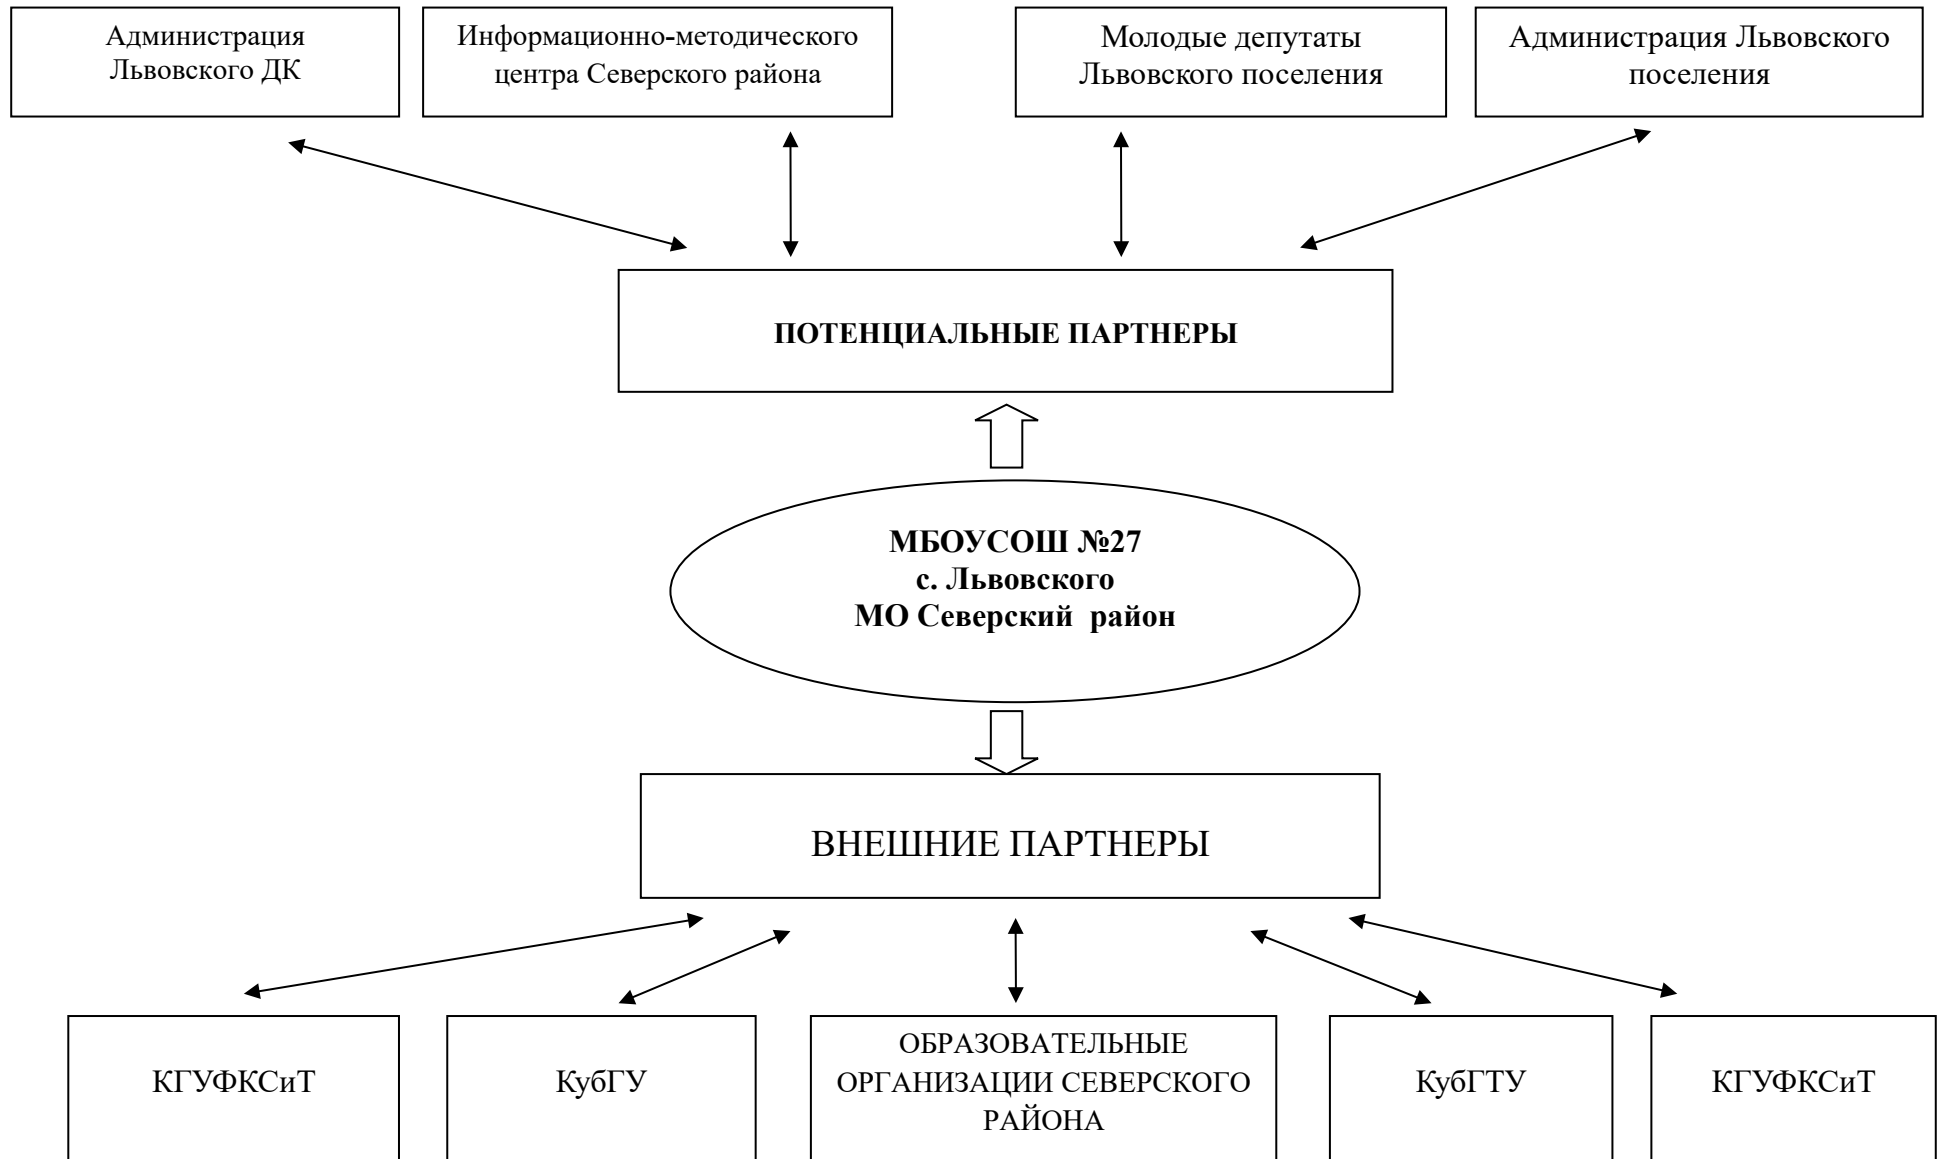 Администрация
Львовского ДК
Информационно-методического
центра Северского района
Молодые депутаты
Львовского поселения
Администрация Львовского
поселения
ПОТЕНЦИАЛЬНЫЕ ПАРТНЕРЫ
МБОУСОШ №27
с. Львовского
МО Северский  район
ВНЕШНИЕ ПАРТНЕРЫ
КГУФКСиТ
КубГУ
ОБРАЗОВАТЕЛЬНЫЕ
ОРГАНИЗАЦИИ СЕВЕРСКОГО
РАЙОНА
КубГТУ
КГУФКСиТ